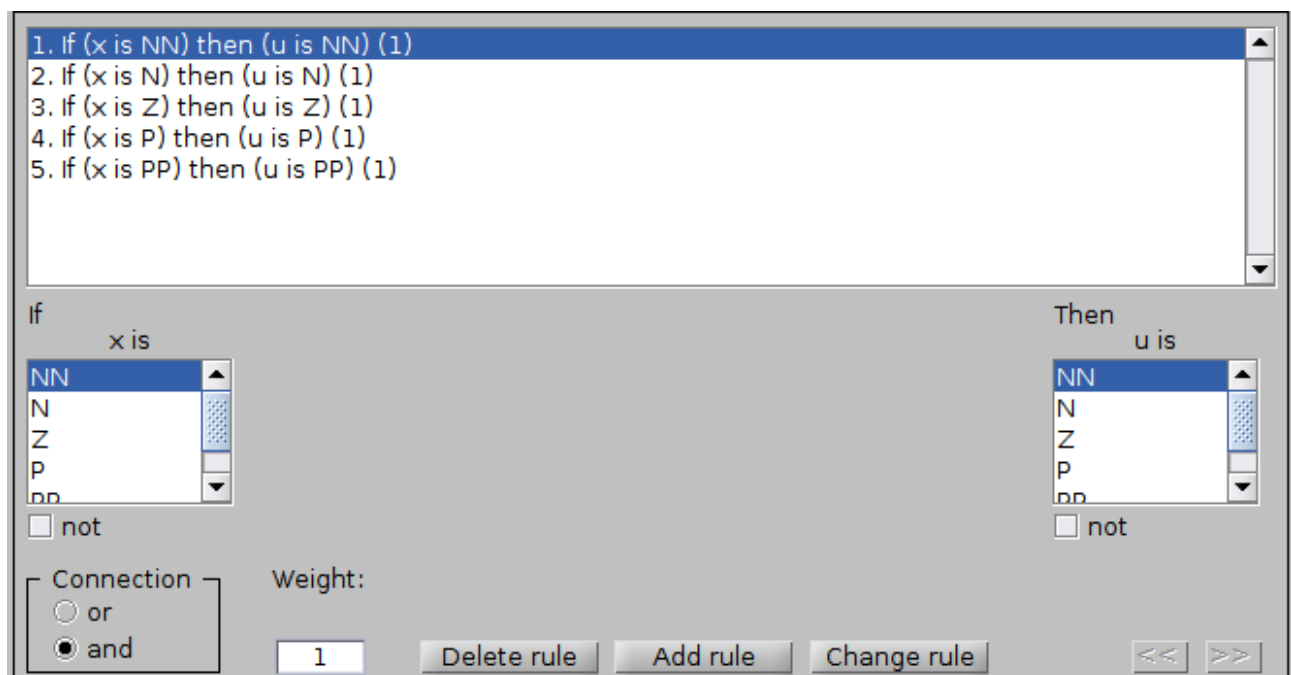 1. If (x is NN) then (u is NN) (1)
2. If (x is N) then (u is N) (1)
3. If (x is Z) then (u is Z) (1)
4. If (x is P) then (u is P) (1)
5. If (x is PP) then (u is PP) (1)
If
x is
NN
N
Z
P
PP
not
Then
u is
NN
N
Z
P
PP
not
Connection
or
and
Weight:
1
Delete rule
Add rule
Change rule
<<
>>